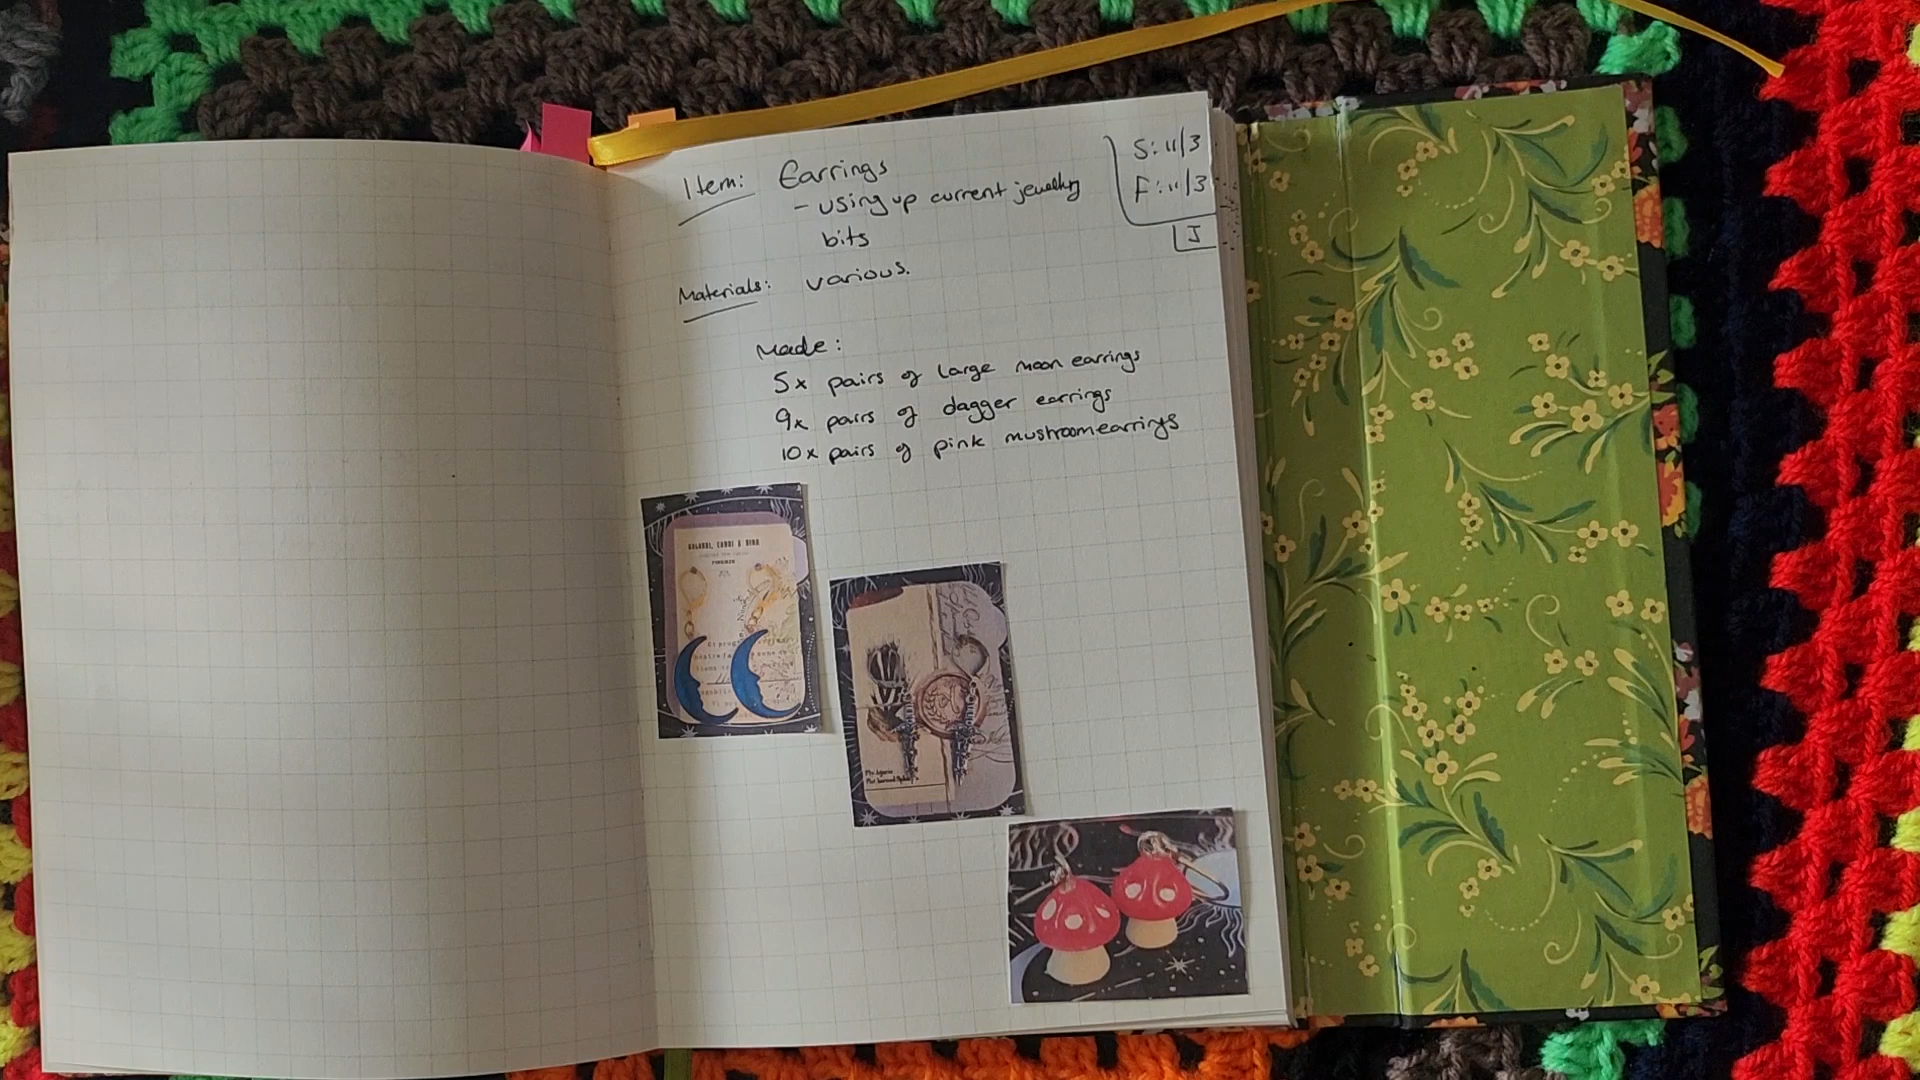 Item: Earrings
- using up current jewellry
bits
S: 11/3
F: 11/3
J
Materials: various.
Made:
5x pairs of large moon earrings
9x pairs of dagger earrings
10x pairs of pink mushroom earrings